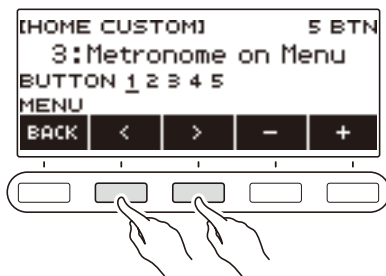 [HOME CUSTOM] 5 BTN
3:Metronome on Menu
BUTTON 1 2 3 4 5
MENU
BACK < > - +